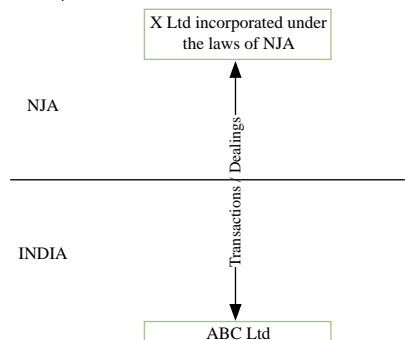 X Ltd incorporated under
the laws of NJA
NJA
Transactions / Dealings
INDIA
ABC Ltd